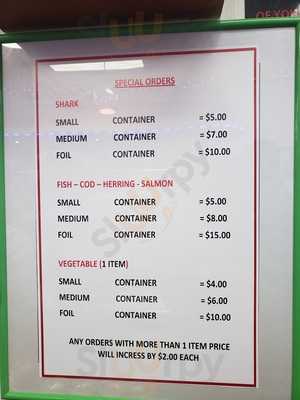 OF YOU
SPECIAL ORDERS
SHARK
SMALL CONTAINER = $5.00
MEDIUM CONTAINER = $7.00
FOIL CONTAINER = $10.00
FISH – COD – HERRING - SALMON
SMALL CONTAINER = $5.00
MEDIUM CONTAINER = $8.00
FOIL CONTAINER = $15.00
VEGETABLE (1 ITEM)
SMALL CONTAINER = $4.00
MEDIUM CONTAINER = $6.00
FOIL CONTAINER = $10.00
ANY ORDERS WITH MORE THAN 1 ITEM PRICE
WILL INCRESS BY $2.00 EACH